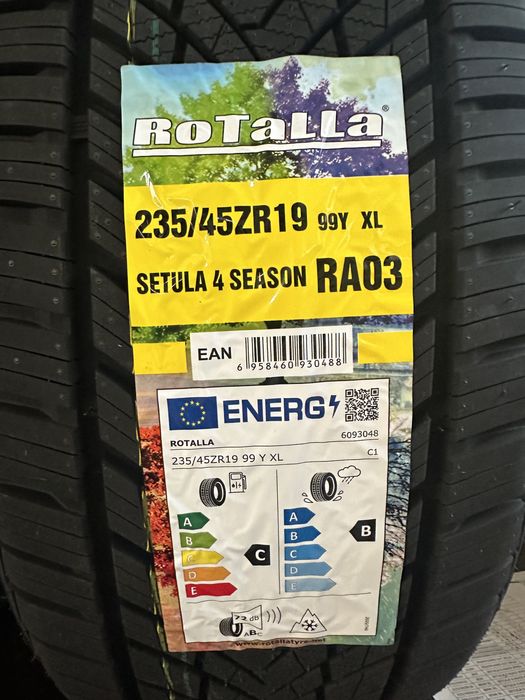 RoTaLLa ®
235/45ZR19 99Y XL
SETULA 4 SEASON RA03
EAN
6 958460 930488
ENERG
ROTALLA
6093048
235/45ZR19 99 Y XL
C1
A
B
C
D
E
C
A
B
C
D
E
B
72 dB
ABC
www.rotallatyre.net